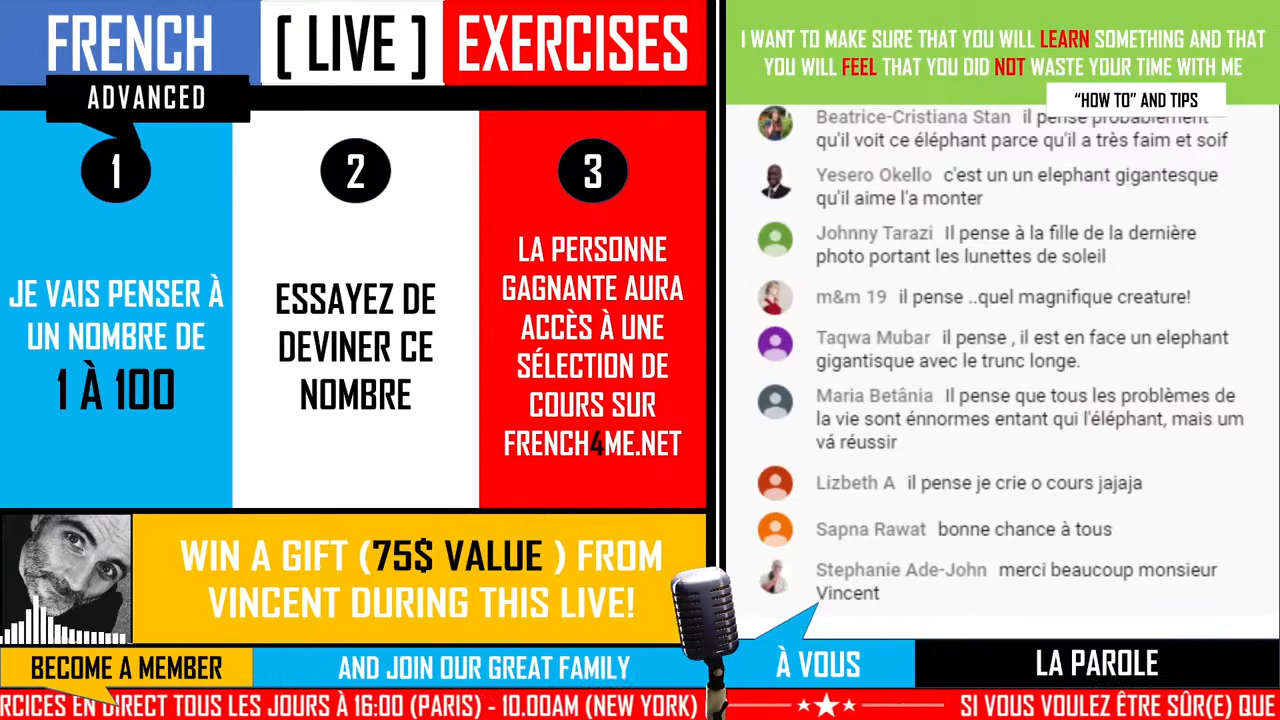 FRENCH [ LIVE ] EXERCISES
ADVANCED
1
JE VAIS PENSER À
UN NOMBRE DE
1 À 100
2
ESSAYEZ DE
DEVINER CE
NOMBRE
3
LA PERSONNE
GAGNANTE AURA
ACCÈS À UNE
SÉLECTION DE
COURS SUR
FRENCH4ME.NET
WIN A GIFT (75$ VALUE ) FROM
VINCENT DURING THIS LIVE!
BECOME A MEMBER
AND JOIN OUR GREAT FAMILY
I WANT TO MAKE SURE THAT YOU WILL LEARN SOMETHING AND THAT
YOU WILL FEEL THAT YOU DID NOT WASTE YOUR TIME WITH ME
“HOW TO” AND TIPS
Beatrice-Cristiana Stan il pense probablement
qu'il voit ce éléphant parce qu'il a très faim et soif
Yesero Okello c'est un un elephant gigantesque
qu'il aime l'a monter
Johnny Tarazi Il pense à la fille de la dernière
photo portant les lunettes de soleil
m&m 19 il pense ..quel magnifique creature!
Taqwa Mubar il pense , il est en face un elephant
gigantisque avec le trunc longe.
Maria Betânia Il pense que tous les problèmes de
la vie sont énnormes entant qui l'éléphant, mais um
vá réussir
Lizbeth A il pense je crie o cours jajaja
Sapna Rawat bonne chance à tous
Stephanie Ade-John merci beaucoup monsieur
Vincent
À VOUS
LA PAROLE
RCICES EN DIRECT TOUS LES JOURS À 16:00 (PARIS) - 10.00AM (NEW YORK)
SI VOUS VOULEZ ÊTRE SÛR(E) QUE